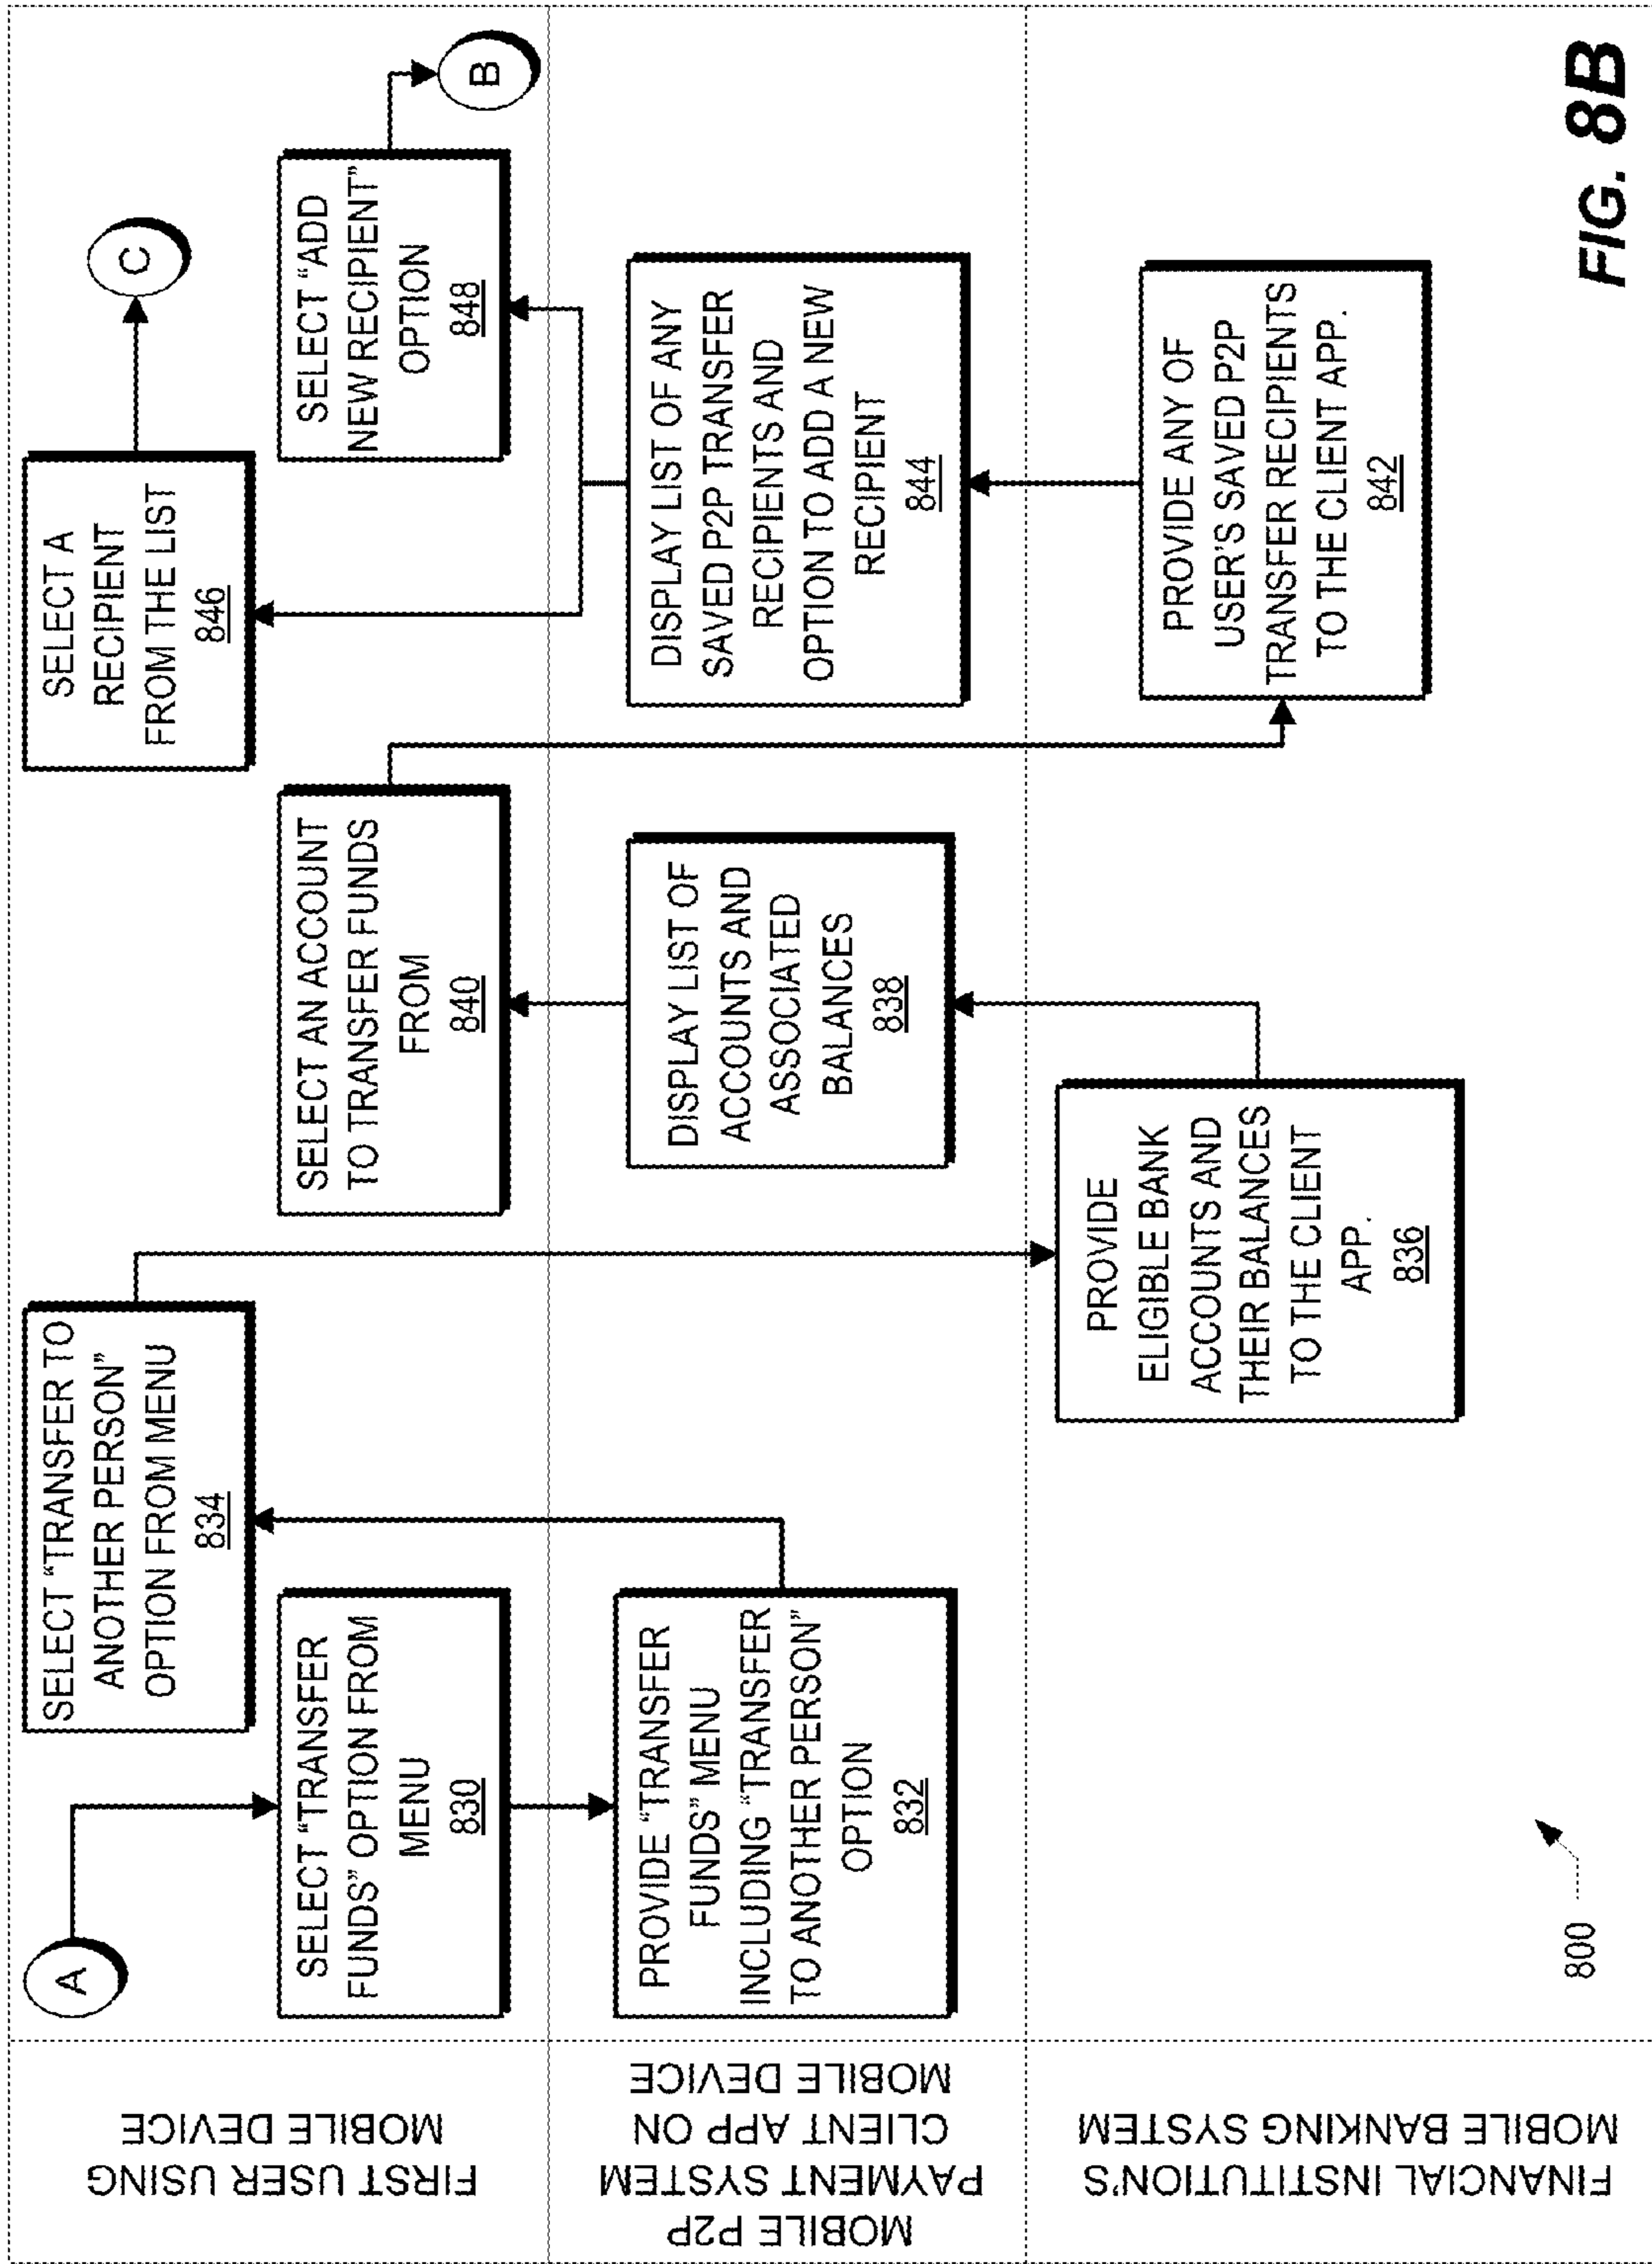 FIRST USER USING
MOBILE DEVICE
A
SELECT “TRANSFER
FUNDS” OPTION FROM
MENU
830
SELECT “TRANSFER TO
ANOTHER PERSON”
OPTION FROM MENU
834
SELECT AN ACCOUNT
TO TRANSFER FUNDS
FROM
840
SELECT A
RECIPIENT
FROM THE LIST
846
C
SELECT “ADD
NEW RECIPIENT”
OPTION
848
B
MOBILE P2P
PAYMENT SYSTEM
CLIENT APP ON
MOBILE DEVICE
PROVIDE “TRANSFER
FUNDS” MENU
INCLUDING “TRANSFER
TO ANOTHER PERSON”
OPTION
832
DISPLAY LIST OF
ACCOUNTS AND
ASSOCIATED
BALANCES
838
DISPLAY LIST OF ANY
SAVED P2P TRANSFER
RECIPIENTS AND
OPTION TO ADD A NEW
RECIPIENT
844
FINANCIAL INSTITUTION'S
MOBILE BANKING SYSTEM
PROVIDE
ELIGIBLE BANK
ACCOUNTS AND
THEIR BALANCES
TO THE CLIENT
APP.
836
PROVIDE ANY OF
USER'S SAVED P2P
TRANSFER RECIPIENTS
TO THE CLIENT APP.
842
800
FIG. 8B